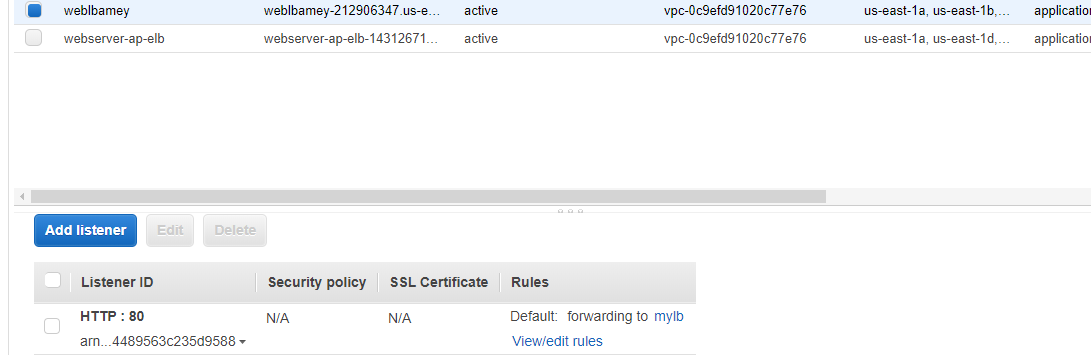 weblbamey weblbamey-212906347.us-e... active vpc-0c9efd91020c77e76 us-east-1a, us-east-1b,... application
webserver-ap-elb webserver-ap-elb-14312671... active vpc-0c9efd91020c77e76 us-east-1a, us-east-1d,... application
Add listener Edit Delete
Listener ID Security policy SSL Certificate Rules
HTTP : 80 N/A N/A Default: forwarding to mylb
arn...4489563c235d9588 View/edit rules